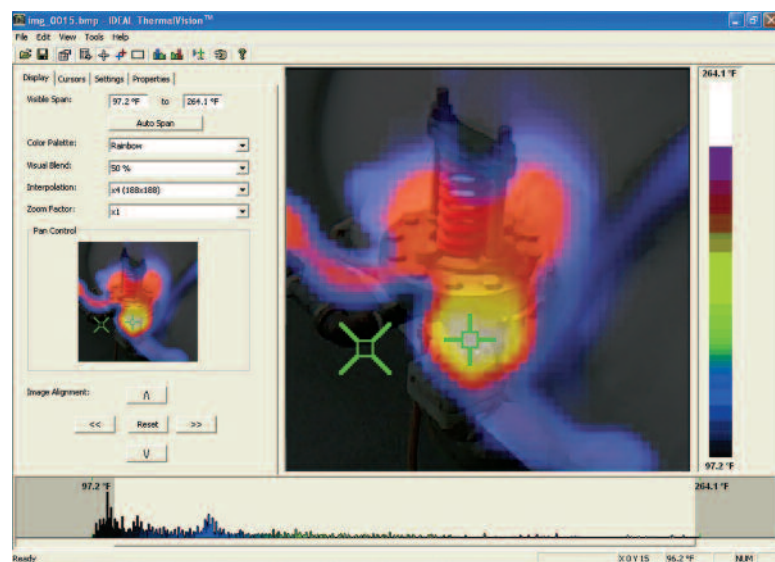 img_0015.bmp - IDEAL ThermalVision™
File Edit View Tools Help
Display Cursors Settings Properties
Visible Span: 97.2 °F to 264.1 °F
Auto Span
Color Palette: Rainbow
Visual Blend: 50 %
Interpolation: x4 (188x188)
Zoom Factor: x1
Pan Control
Image Alignment:
/\
<< Reset >>
\/
264.1 °F
97.2 °F
97.2 °F 264.1 °F
Ready X 0 Y 15 96.2 °F NUM